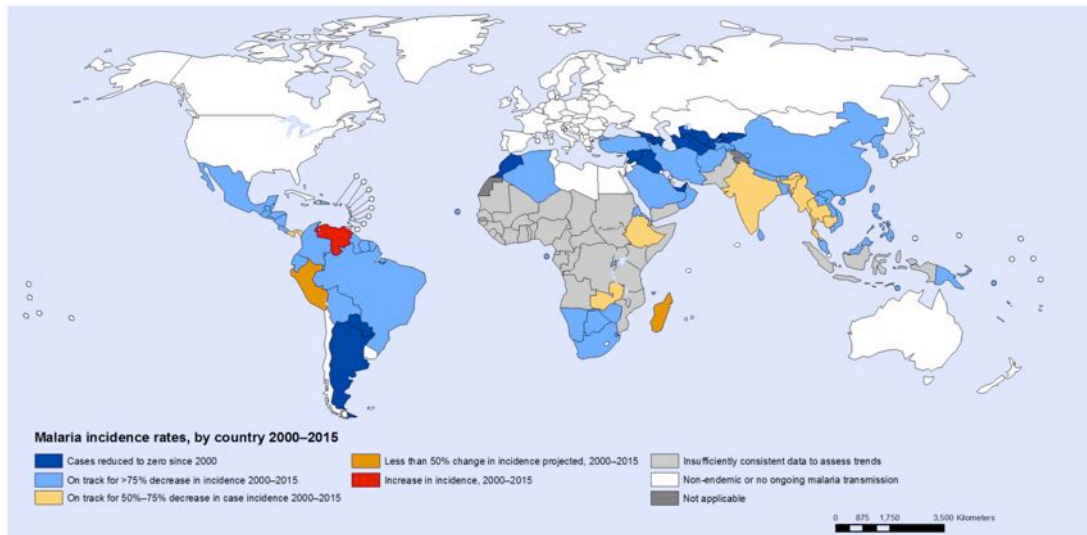 Malaria incidence rates, by country 2000–2015
Cases reduced to zero since 2000
On track for >75% decrease in incidence 2000–2015
On track for 50%–75% decrease in case incidence 2000–2015
Less than 50% change in incidence projected, 2000–2015
Increase in incidence, 2000–2015
Insufficiently consistent data to assess trends
Non-endemic or no ongoing malaria transmission
Not applicable
0 875 1,750 3,500 Kilometers